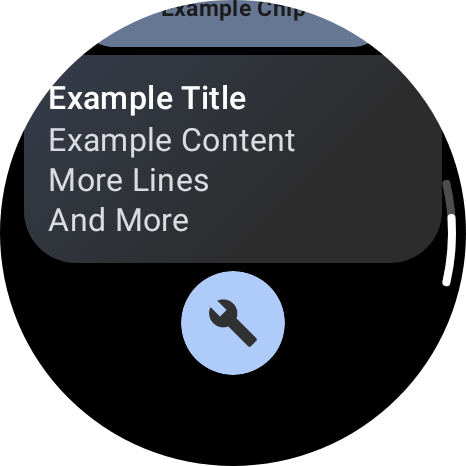 Example Chip
Example Title
Example Content
More Lines
And More